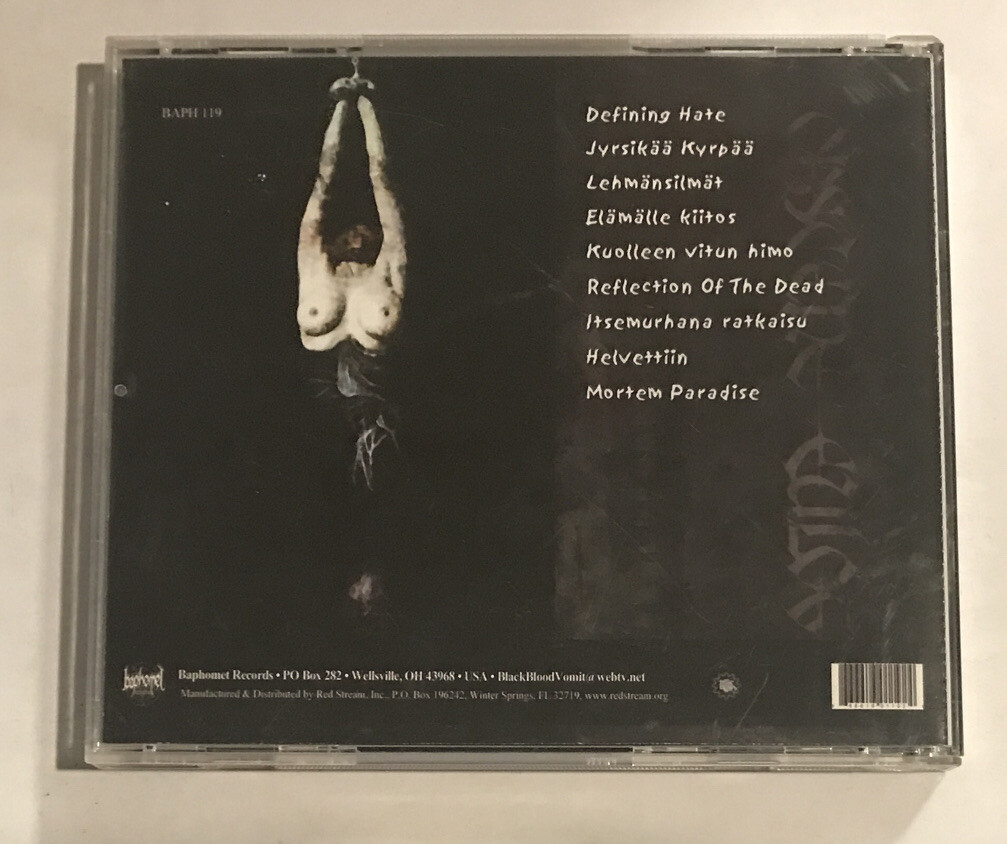 BAPH 119
Defining Hate
Jyrsikää Kyrpää
Lehmänsilmät
Elämälle kiitos
Kuolleen vitun himo
Reflection Of The Dead
Itsemurhana ratkaisu
Helvettiin
Mortem Paradise
baphomet
Baphomet Records • PO Box 282 • Wellsville, OH 43968 • USA • BlackBloodVomit@webtv.net
Manufactured & Distributed by Red Stream, Inc., P.O. Box 196242, Winter Springs, FL 32719, www.redstream.org